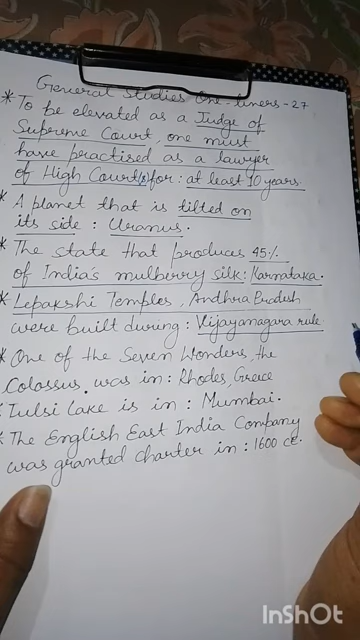 General Studies One-liners-27
* To be elevated as a Judge of
Supreme Court, one must
have practised as a lawyer
of High Court(s) for: at least 10 years.
* A planet that is tilted on
its side : Uranus.
* The state that produces 45%
of India's mulberry silk: Karnataka.
* Lepakshi Temples, Andhra Pradesh
were built during: Vijayanagara rule
* One of the Seven Wonders, the
Colossus was in: Rhodes, Greece
* Tulsi Lake is in: Mumbai.
* The English East India Company
was granted charter in: 1600 CE.
InShOt